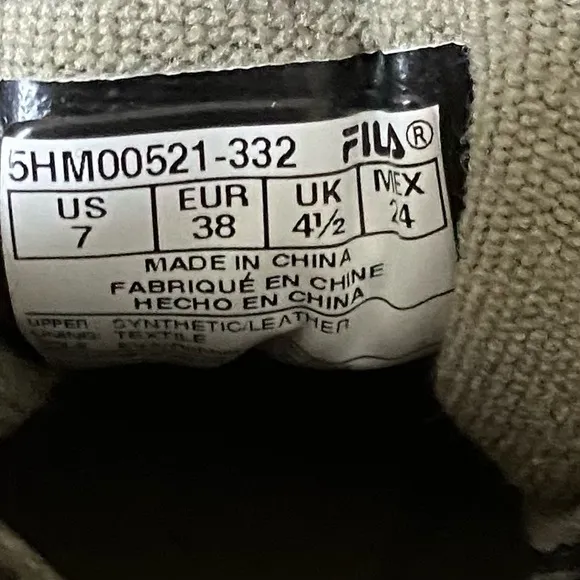 5HM00521-332 FILA®
US EUR UK MEX
7 38 4½ 24
MADE IN CHINA
FABRIQUÉ EN CHINE
HECHO EN CHINA
UPPER: SYNTHETIC/LEATHER
TEXTILE